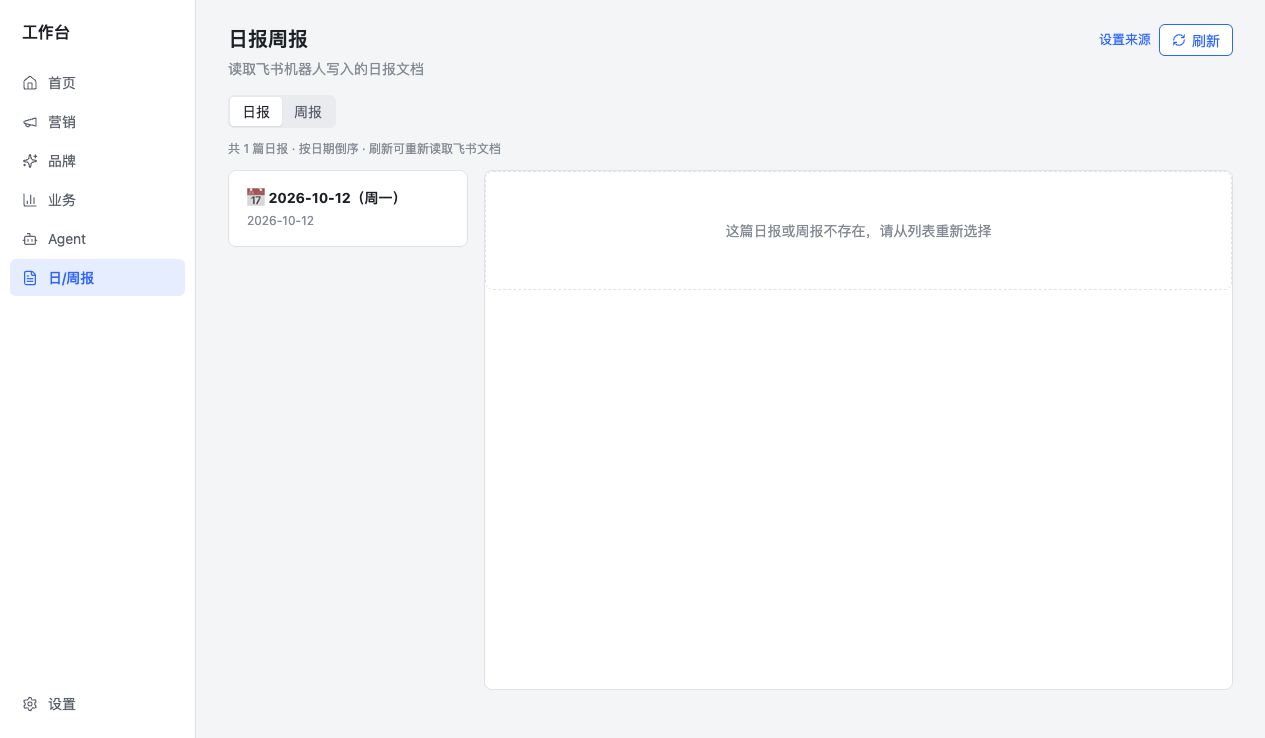 工作台
首页
营销
品牌
业务
Agent
日/周报
设置
日报周报
读取飞书机器人写入的日报文档
设置来源
刷新
日报
周报
共 1 篇日报 · 按日期倒序 · 刷新可重新读取飞书文档
📅 2026-10-12（周一）
2026-10-12
这篇日报或周报不存在，请从列表重新选择